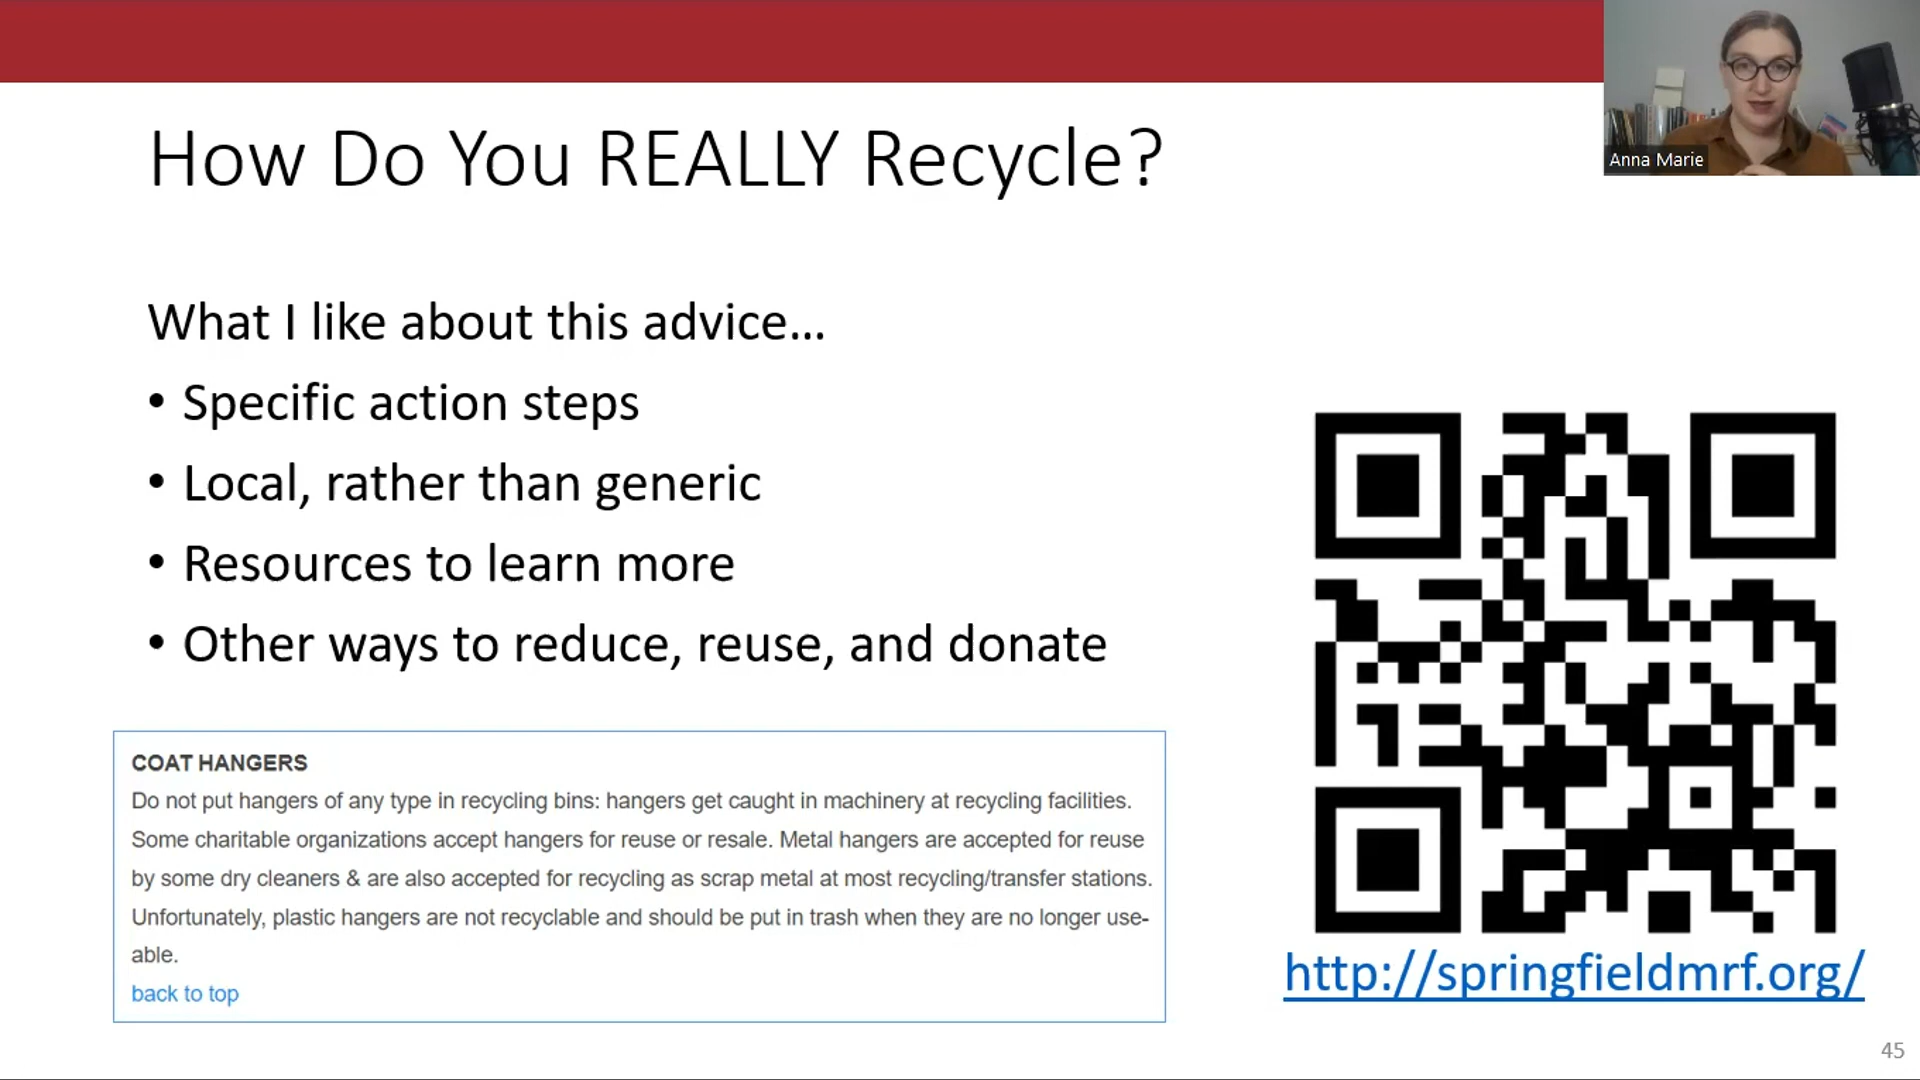 Anna Marie
How Do You REALLY Recycle?
What I like about this advice…
• Specific action steps
• Local, rather than generic
• Resources to learn more
• Other ways to reduce, reuse, and donate
COAT HANGERS
Do not put hangers of any type in recycling bins: hangers get caught in machinery at recycling facilities.
Some charitable organizations accept hangers for reuse or resale. Metal hangers are accepted for reuse
by some dry cleaners & are also accepted for recycling as scrap metal at most recycling/transfer stations.
Unfortunately, plastic hangers are not recyclable and should be put in trash when they are no longer use-
able.
back to top
http://springfieldmrf.org/
45